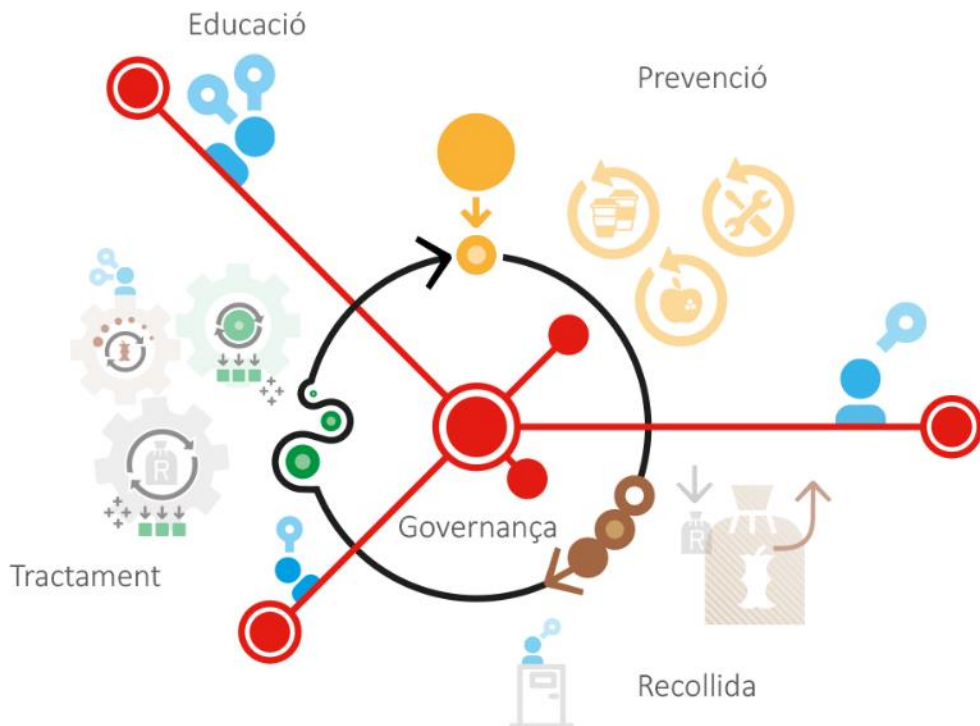 Educació
Prevenció
R
R
Governança
Tractament
Recollida